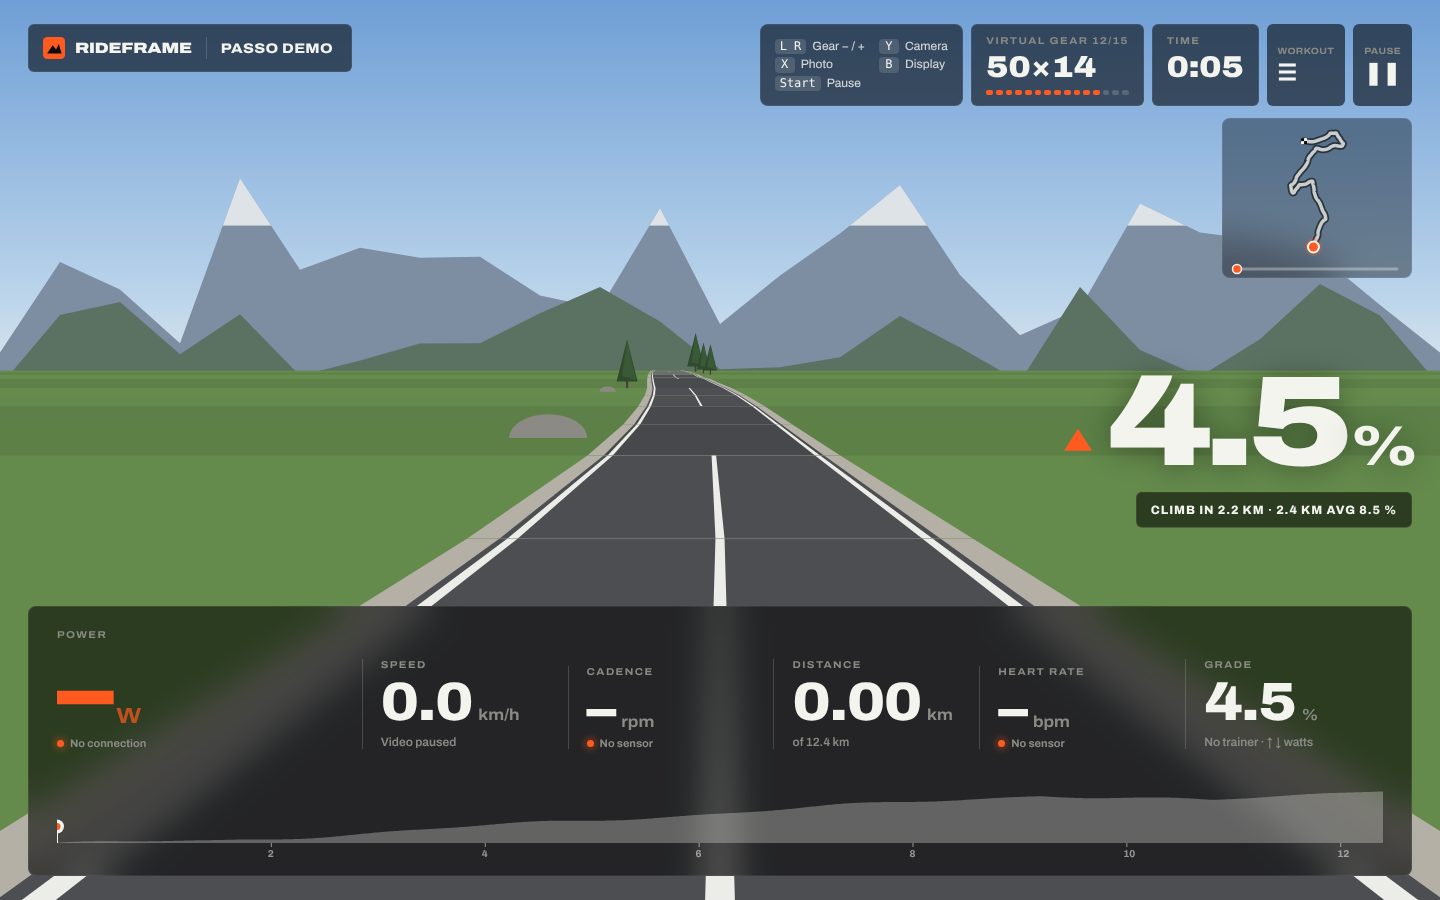 RIDEFRAME PASSO DEMO
L R Gear – / + Y Camera
X Photo B Display
Start Pause
VIRTUAL GEAR 12/15
50×14
TIME
0:05
WORKOUT
PAUSE
4.5%
CLIMB IN 2.2 KM · 2.4 KM AVG 8.5 %
POWER
– W
No connection
SPEED
0.0 km/h
Video paused
CADENCE
– rpm
No sensor
DISTANCE
0.00 km
of 12.4 km
HEART RATE
– bpm
No sensor
GRADE
4.5 %
No trainer · ↑↓ watts
2 4 6 8 10 12